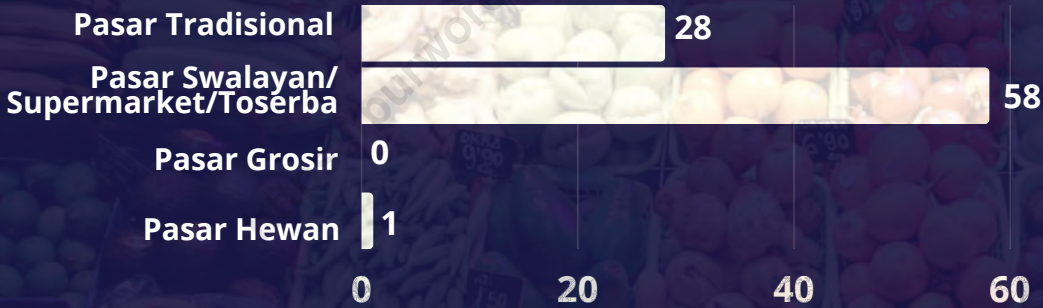 Pasar Tradisional 28
Pasar Swalayan/
Supermarket/Toserba 58
Pasar Grosir 0
Pasar Hewan 1
0 20 40 60